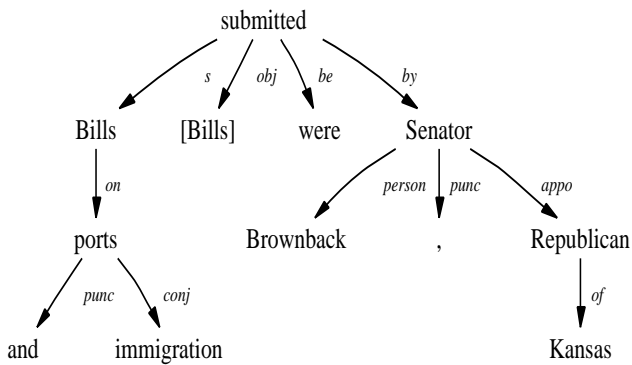 submitted
s obj be by
Bills [Bills] were Senator
on person punc appo
ports Brownback , Republican
punc conj of
and immigration Kansas